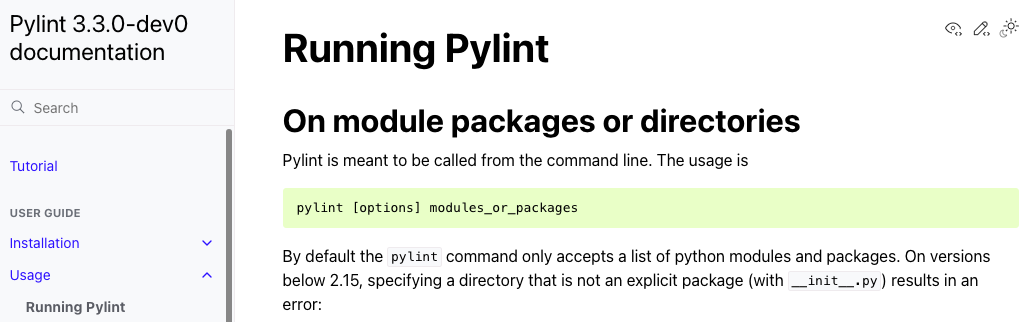 Pylint 3.3.0-dev0
documentation
Search
Tutorial
USER GUIDE
Installation
Usage
Running Pylint
Running Pylint
On module packages or directories
Pylint is meant to be called from the command line. The usage is
pylint [options] modules_or_packages
By default the pylint command only accepts a list of python modules and packages. On versions
below 2.15, specifying a directory that is not an explicit package (with __init__.py) results in an
error: